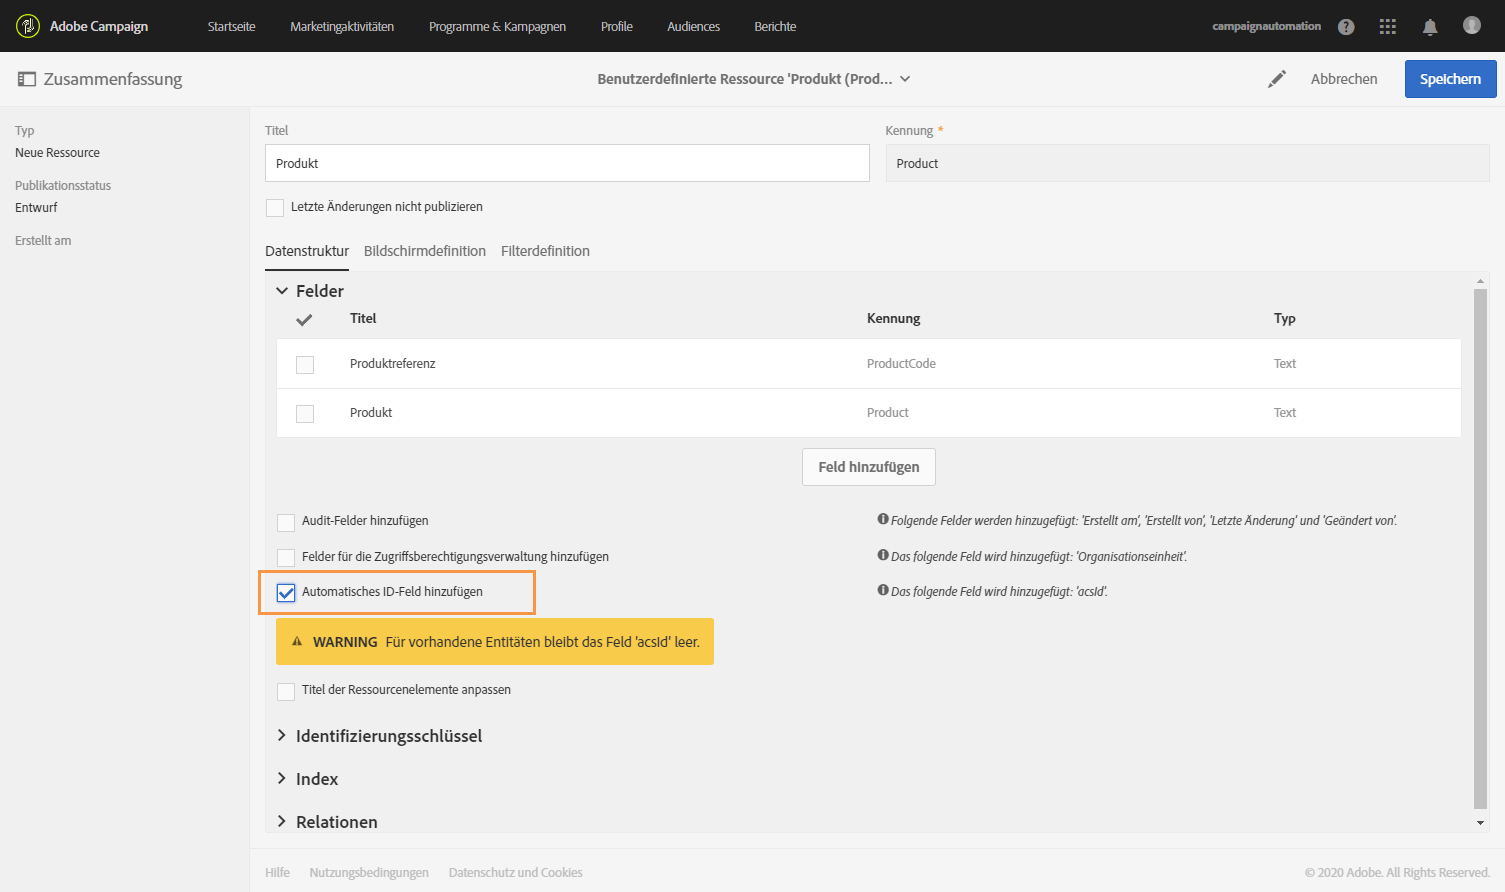 Adobe Campaign Startseite Marketingaktivitäten Programme & Kampagnen Profile Audiences Berichte campaignautomation ?
Zusammenfassung Benutzerdefinierte Ressource 'Produkt (Prod... Abbrechen Speichern
Typ
Neue Ressource
Publikationsstatus
Entwurf
Erstellt am
Titel Kennung *
Produkt Product
Letzte Änderungen nicht publizieren
Datenstruktur Bildschirmdefinition Filterdefinition
Felder
Titel Kennung Typ
Produktreferenz ProductCode Text
Produkt Product Text
Feld hinzufügen
Audit-Felder hinzufügen Folgende Felder werden hinzugefügt: 'Erstellt am', 'Erstellt von', 'Letzte Änderung' und 'Geändert von'.
Felder für die Zugriffsberechtigungsverwaltung hinzufügen Das folgende Feld wird hinzugefügt: 'Organisationseinheit'.
Automatisches ID-Feld hinzufügen Das folgende Feld wird hinzugefügt: 'acsId'.
WARNING Für vorhandene Entitäten bleibt das Feld 'acsId' leer.
Titel der Ressourcenelemente anpassen
Identifizierungsschlüssel
Index
Relationen
Hilfe Nutzungsbedingungen Datenschutz und Cookies © 2020 Adobe. All Rights Reserved.